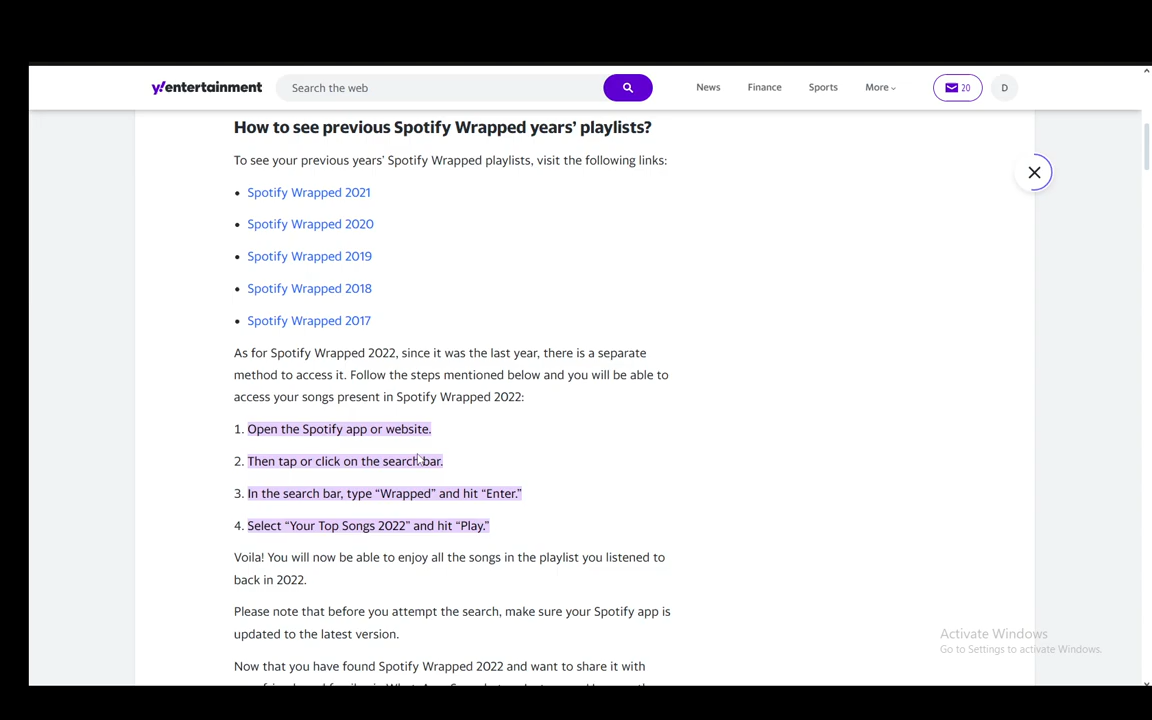 y!entertainment
Search the web
News
Finance
Sports
More
20
D
How to see previous Spotify Wrapped years’ playlists?
To see your previous years’ Spotify Wrapped playlists, visit the following links:
• Spotify Wrapped 2021
• Spotify Wrapped 2020
• Spotify Wrapped 2019
• Spotify Wrapped 2018
• Spotify Wrapped 2017
As for Spotify Wrapped 2022, since it was the last year, there is a separate
method to access it. Follow the steps mentioned below and you will be able to
access your songs present in Spotify Wrapped 2022:
1. Open the Spotify app or website.
2. Then tap or click on the search bar.
3. In the search bar, type “Wrapped” and hit “Enter.”
4. Select “Your Top Songs 2022” and hit “Play.”
Voila! You will now be able to enjoy all the songs in the playlist you listened to
back in 2022.
Please note that before you attempt the search, make sure your Spotify app is
updated to the latest version.
Now that you have found Spotify Wrapped 2022 and want to share it with
Activate Windows
Go to Settings to activate Windows.